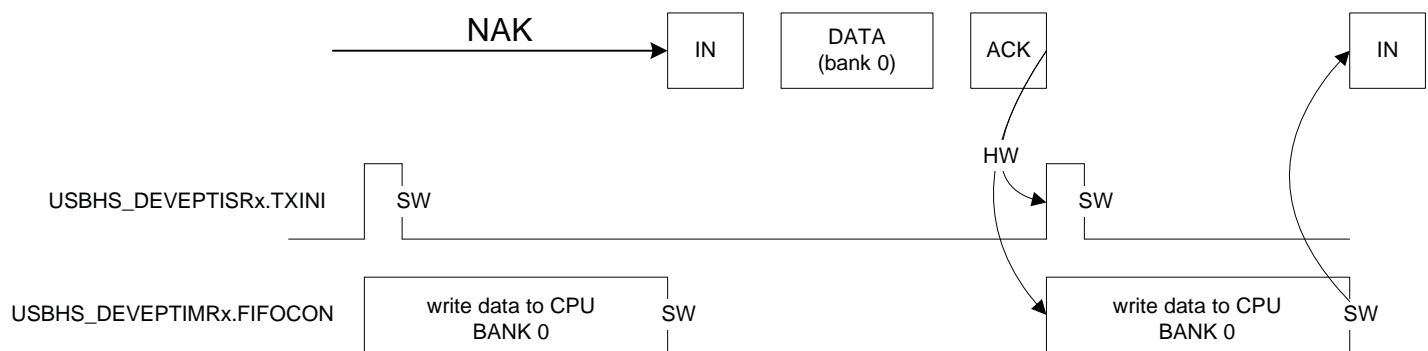 NAK
IN
DATA
(bank 0)
ACK
IN
HW
USBHS_DEVEPTISRx.TXINI
SW
SW
USBHS_DEVEPTIMRx.FIFOCON
write data to CPU
BANK 0
SW
write data to CPU
BANK 0
SW